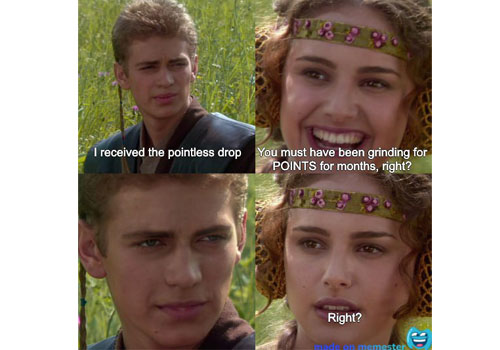 I received the pointless drop
You must have been grinding for
POINTS for months, right?
Right?
made on memester